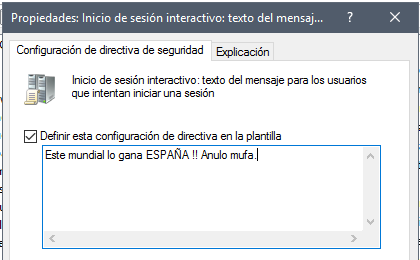 Propiedades: Inicio de sesión interactivo: texto del mensaj... ? ×
Configuración de directiva de seguridad Explicación
Inicio de sesión interactivo: texto del mensaje para los usuarios
que intentan iniciar una sesión
Definir esta configuración de directiva en la plantilla
Este mundial lo gana ESPAÑA !! Anulo mufa.